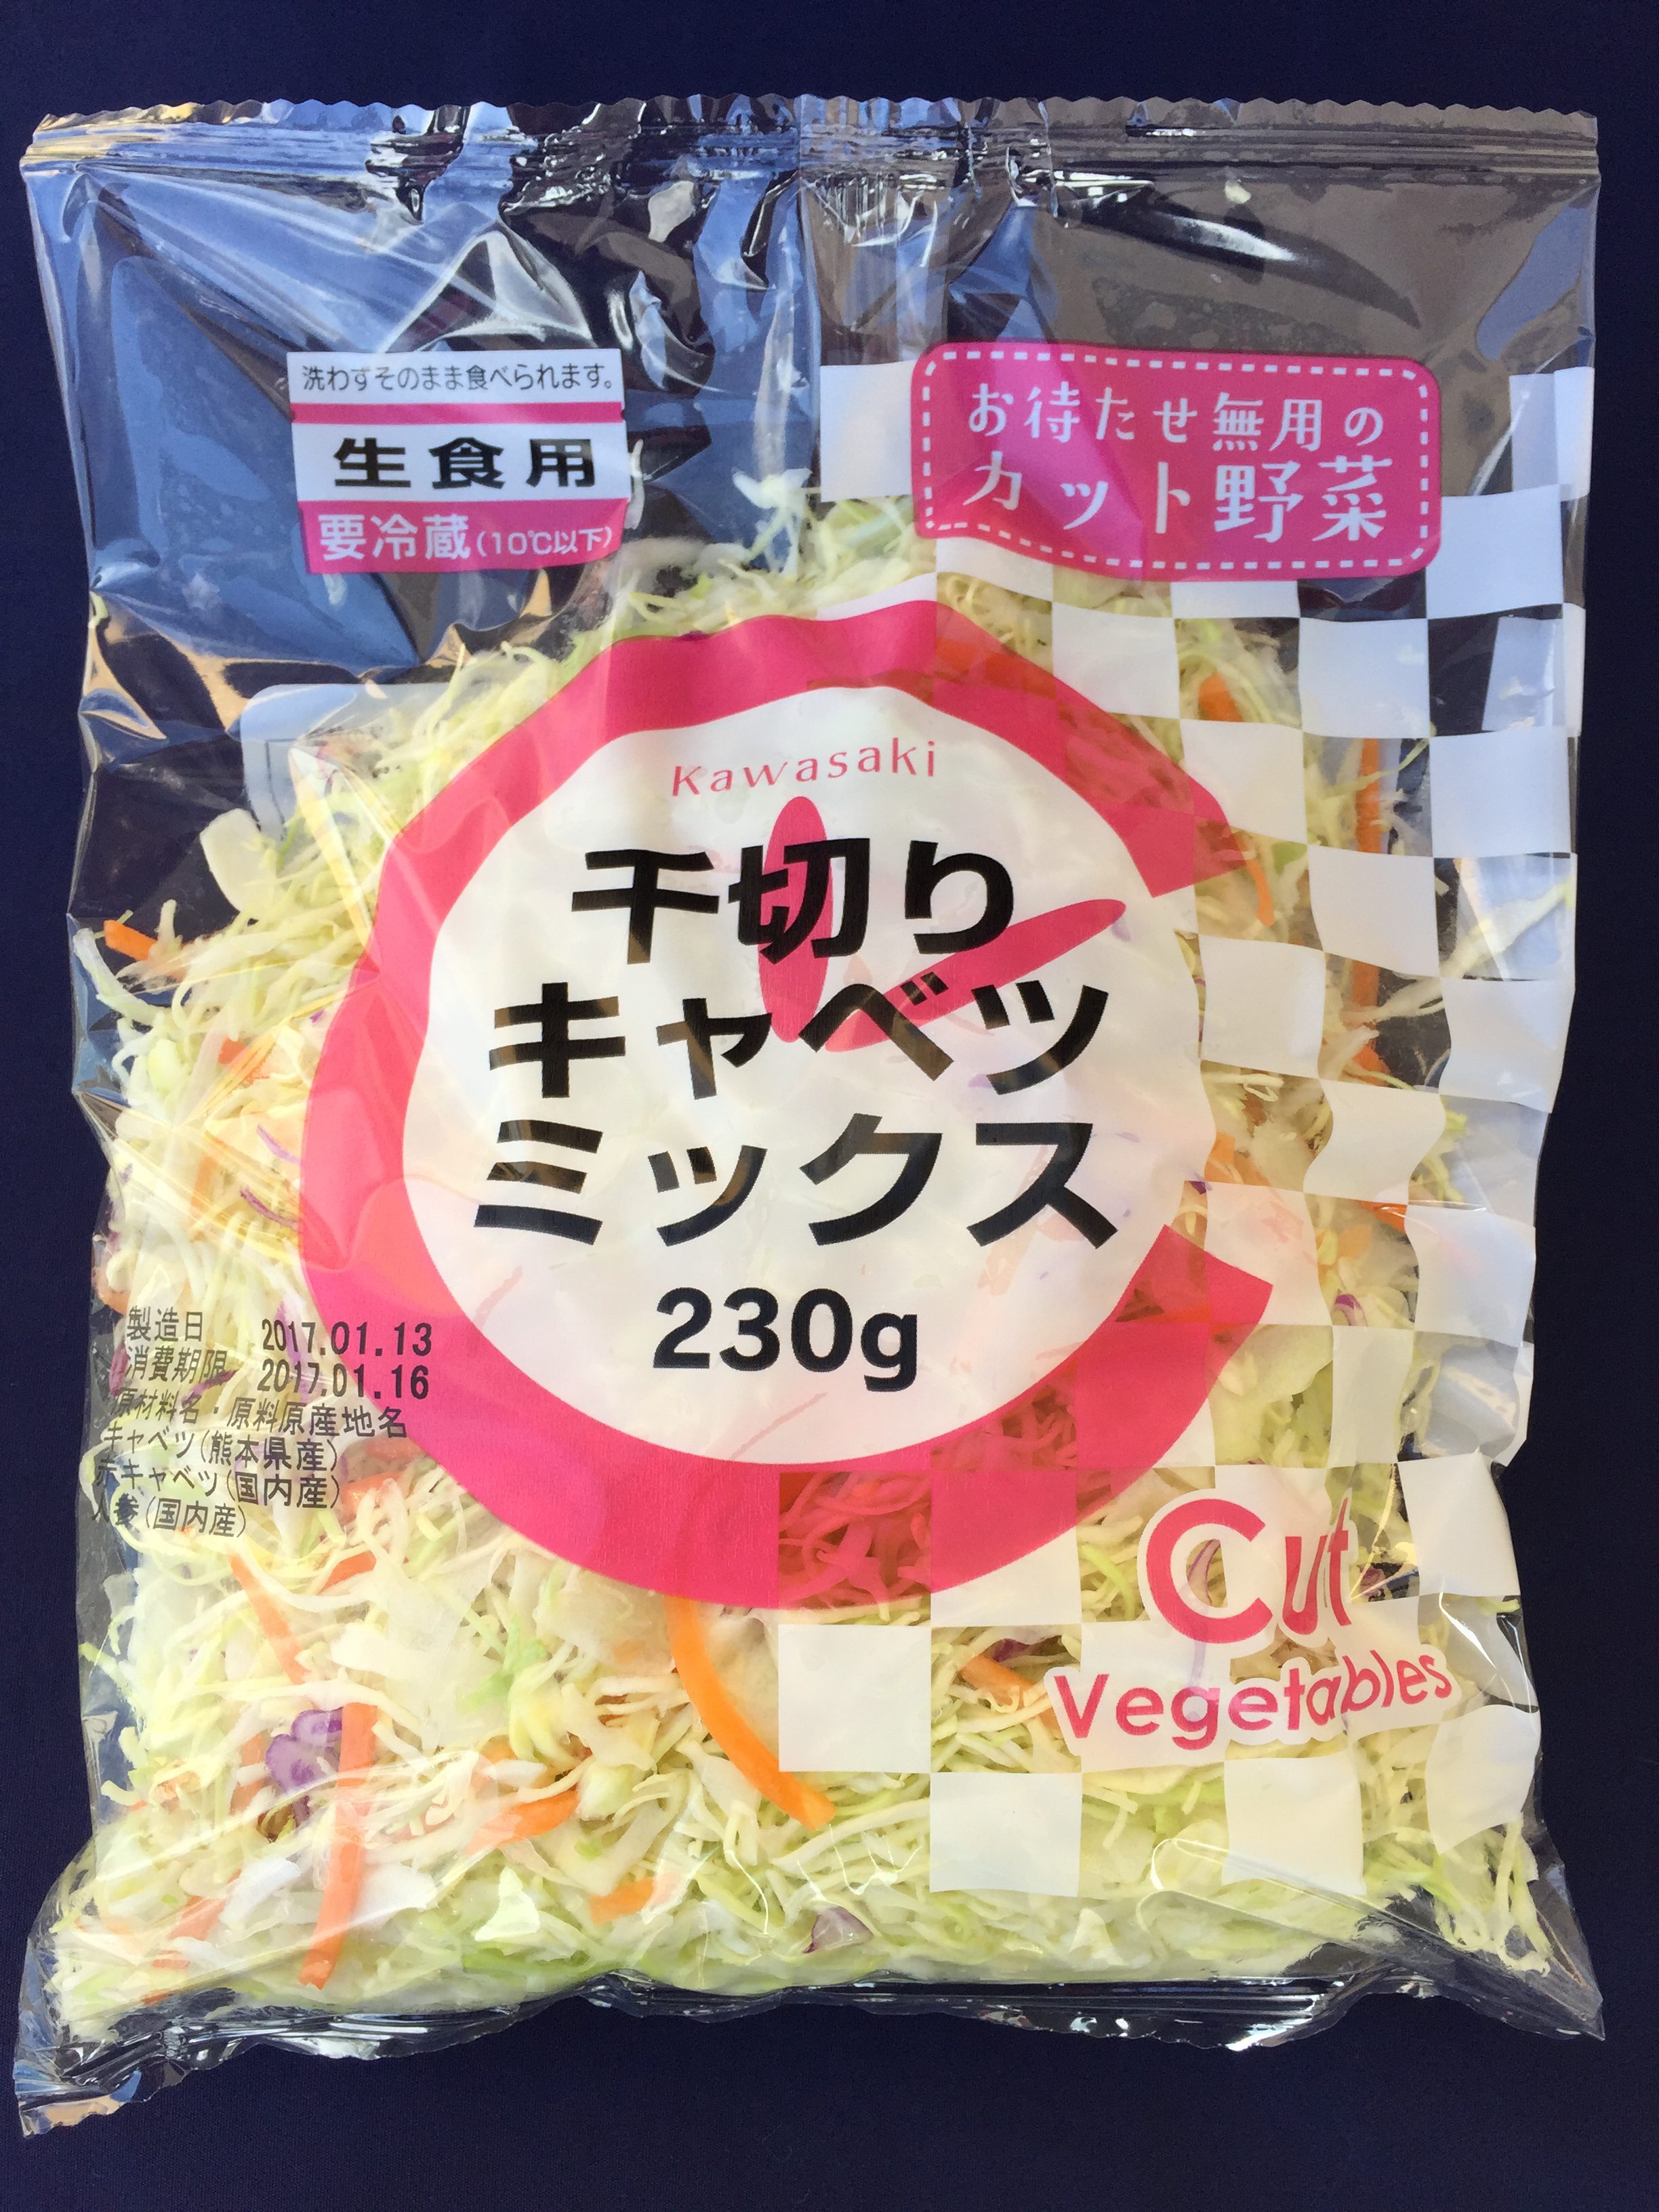 洗わずそのまま食べられます。
生食用
要冷蔵(10℃以下)
お待たせ無用の
カット野菜
Kawasaki
千切り
キャベツ
ミックス
230g
製造日 2017.01.13
消費期限 2017.01.16
原材料名・原料原産地名
キャベツ(熊本県産)
赤キャベツ(国内産)
人参(国内産)
Cut
Vegetables